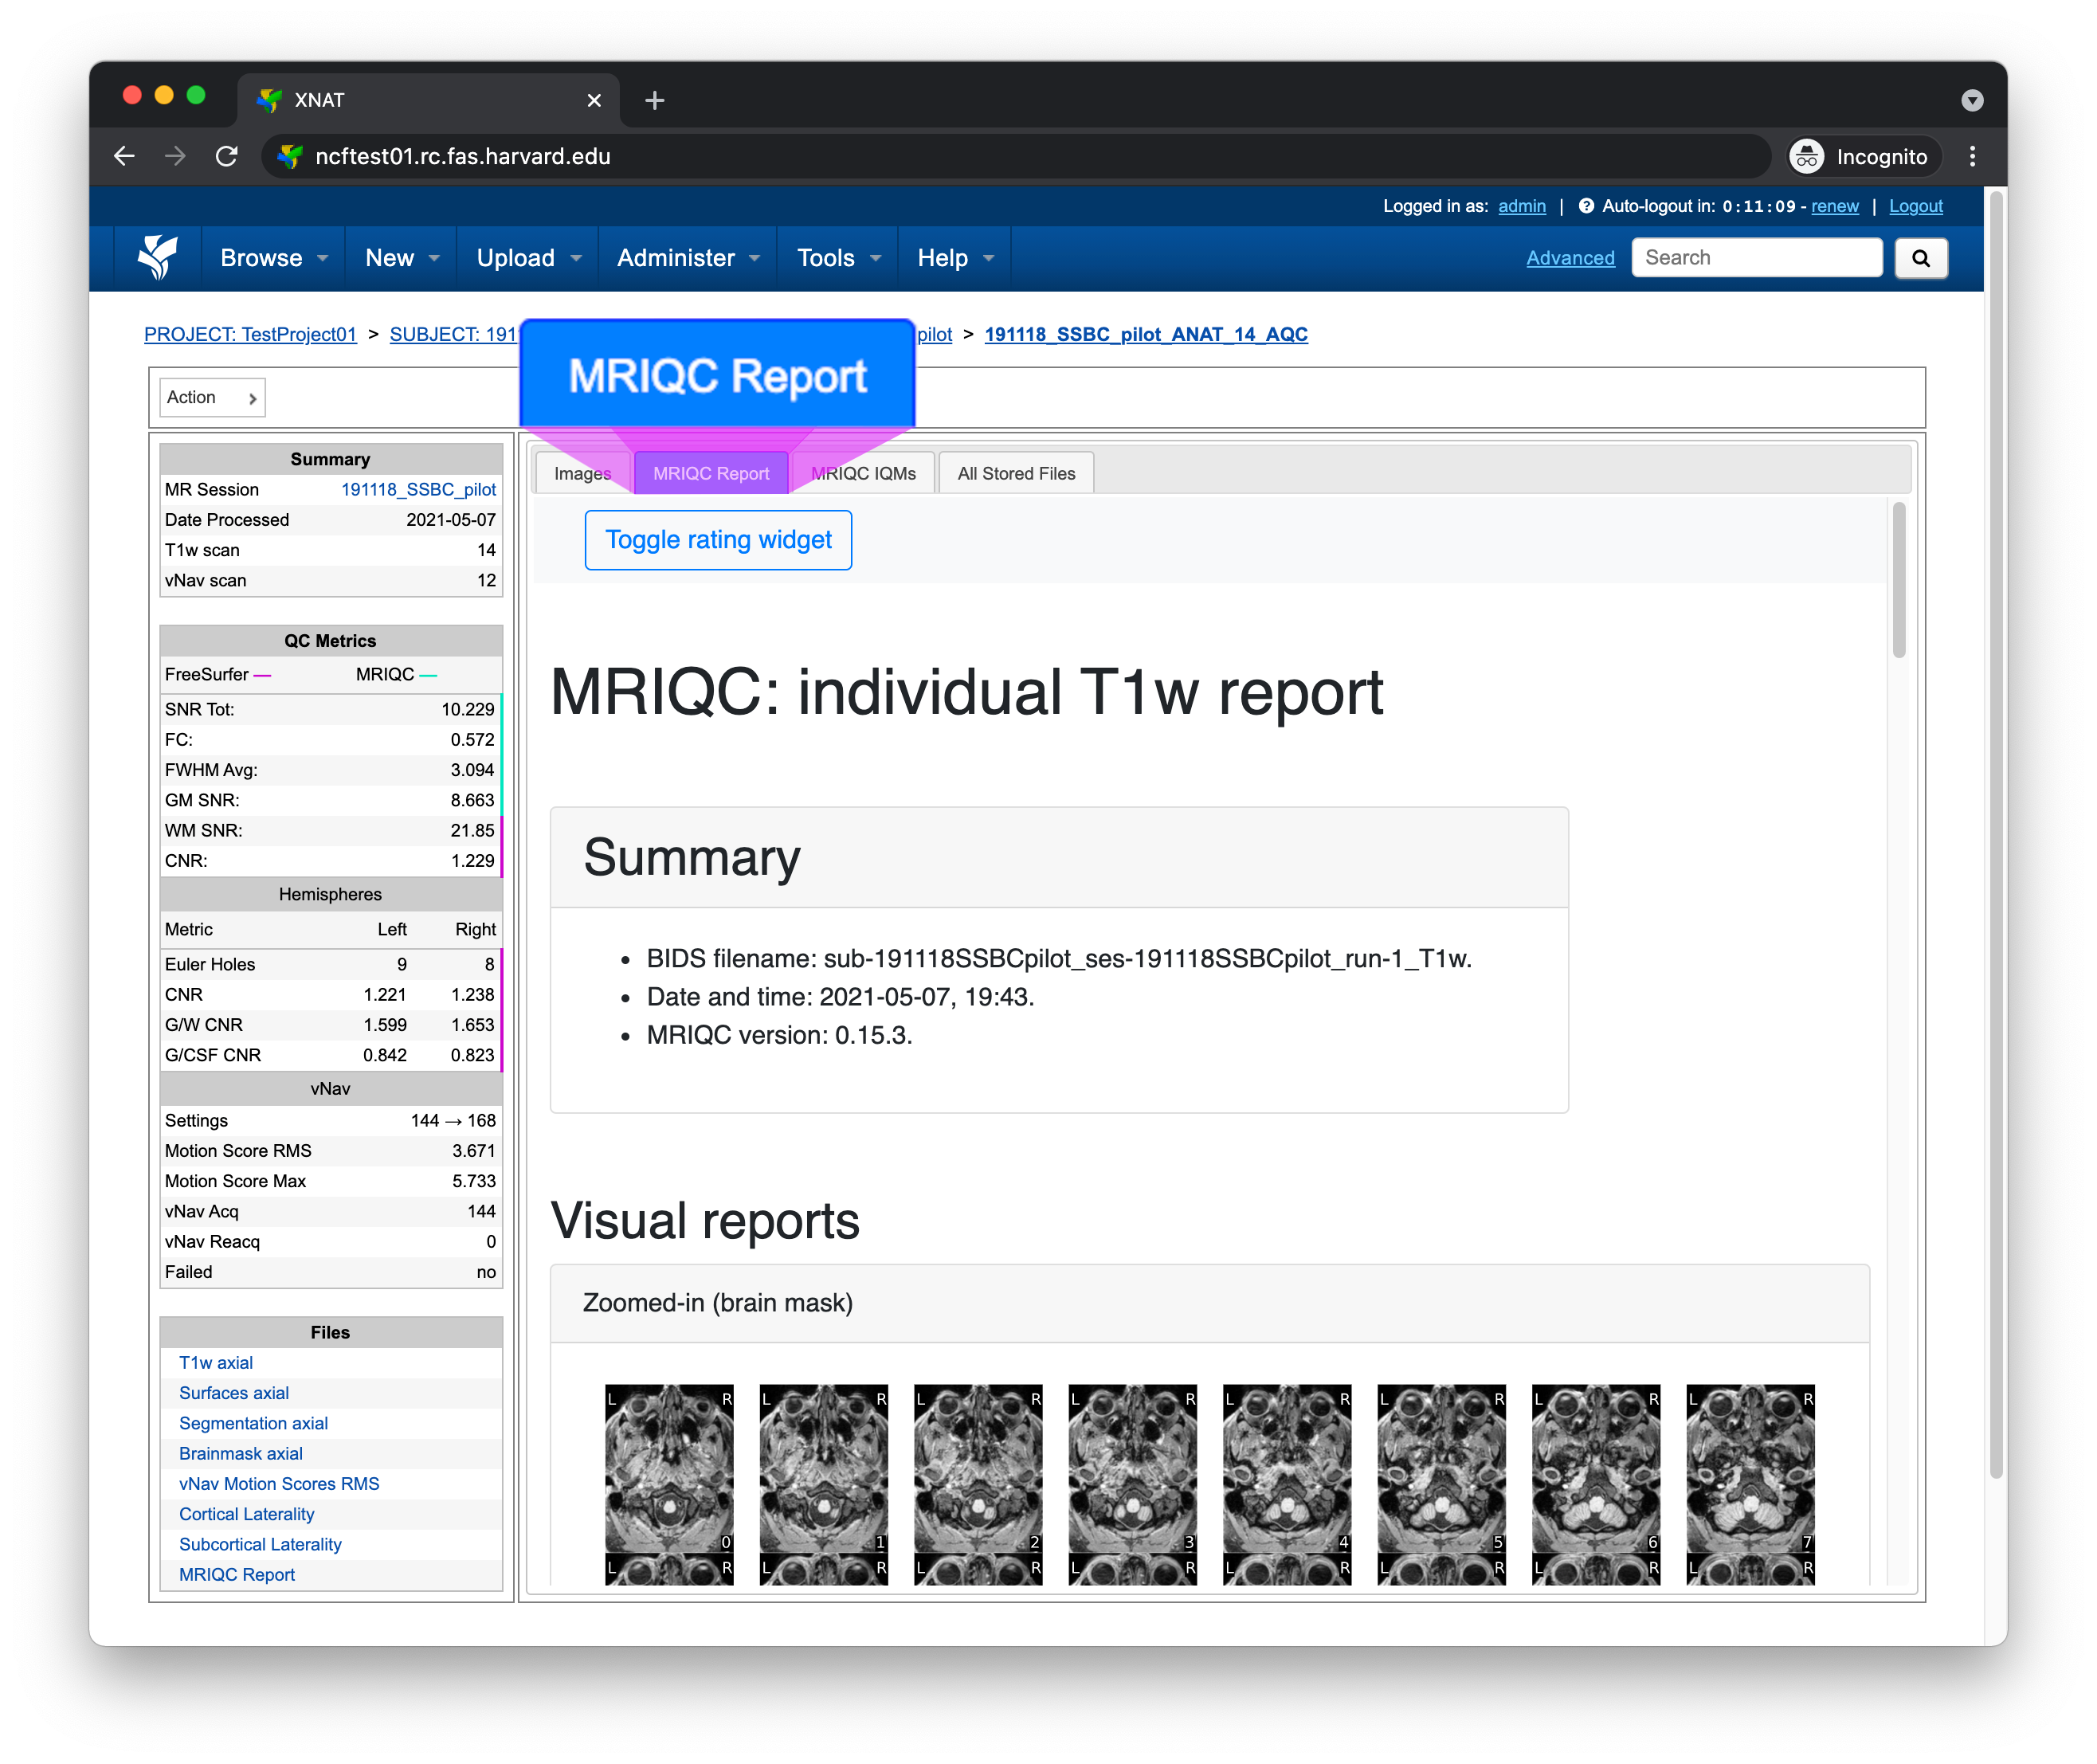 XNAT
ncftest01.rc.fas.harvard.edu
Incognito
Logged in as: admin | Auto-logout in: 0:11:09 - renew | Logout
Browse New Upload Administer Tools Help Advanced Search
PROJECT: TestProject01 > SUBJECT: 191 pilot > 191118_SSBC_pilot_ANAT_14_AQC
MRIQC Report
Action
Summary
MR Session 191118_SSBC_pilot
Date Processed 2021-05-07
T1w scan 14
vNav scan 12
QC Metrics
FreeSurfer — MRIQC —
SNR Tot: 10.229
FC: 0.572
FWHM Avg: 3.094
GM SNR: 8.663
WM SNR: 21.85
CNR: 1.229
Hemispheres
Metric Left Right
Euler Holes 9 8
CNR 1.221 1.238
G/W CNR 1.599 1.653
G/CSF CNR 0.842 0.823
vNav
Settings 144 → 168
Motion Score RMS 3.671
Motion Score Max 5.733
vNav Acq 144
vNav Reacq 0
Failed no
Files
T1w axial
Surfaces axial
Segmentation axial
Brainmask axial
vNav Motion Scores RMS
Cortical Laterality
Subcortical Laterality
MRIQC Report
Images MRIQC Report MRIQC IQMs All Stored Files
Toggle rating widget
MRIQC: individual T1w report
Summary
• BIDS filename: sub-191118SSBCpilot_ses-191118SSBCpilot_run-1_T1w.
• Date and time: 2021-05-07, 19:43.
• MRIQC version: 0.15.3.
Visual reports
Zoomed-in (brain mask)
L R L R L R L R L R L R L R L R
0 1 2 3 4 5 6 7
L R L R L R L R L R L R L R L R